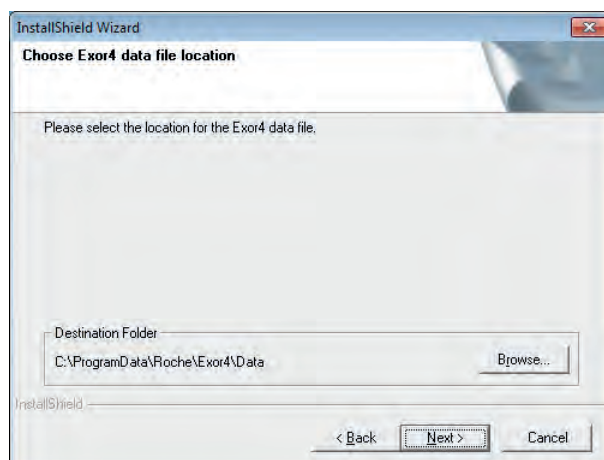 InstallShield Wizard
Choose Exor4 data file location
Please select the location for the Exor4 data file.
Destination Folder
C:\ProgramData\Roche\Exor4\Data
Browse...
InstallShield
< Back
Next >
Cancel